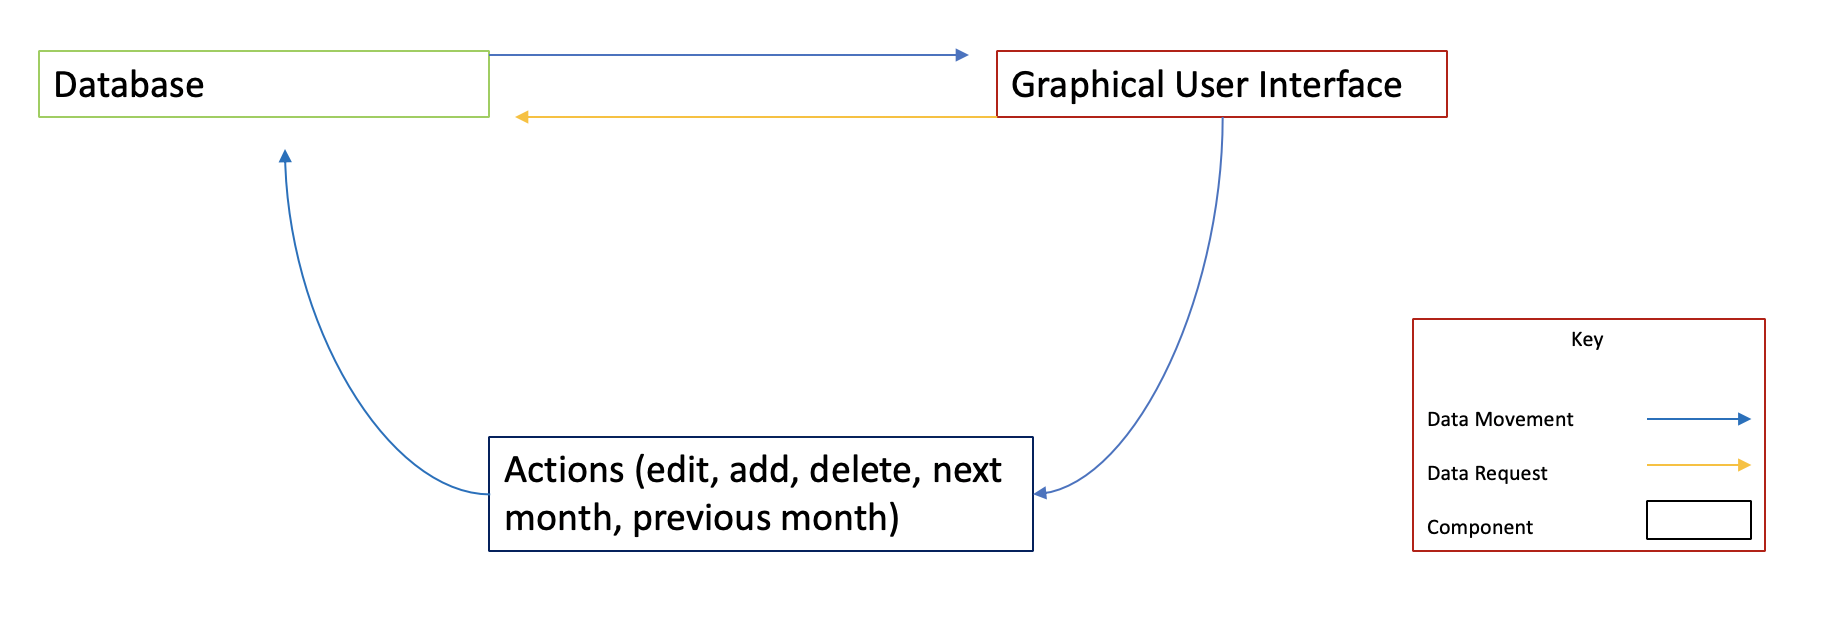 Database
Graphical User Interface
Actions (edit, add, delete, next
month, previous month)
Key
Data Movement
Data Request
Component